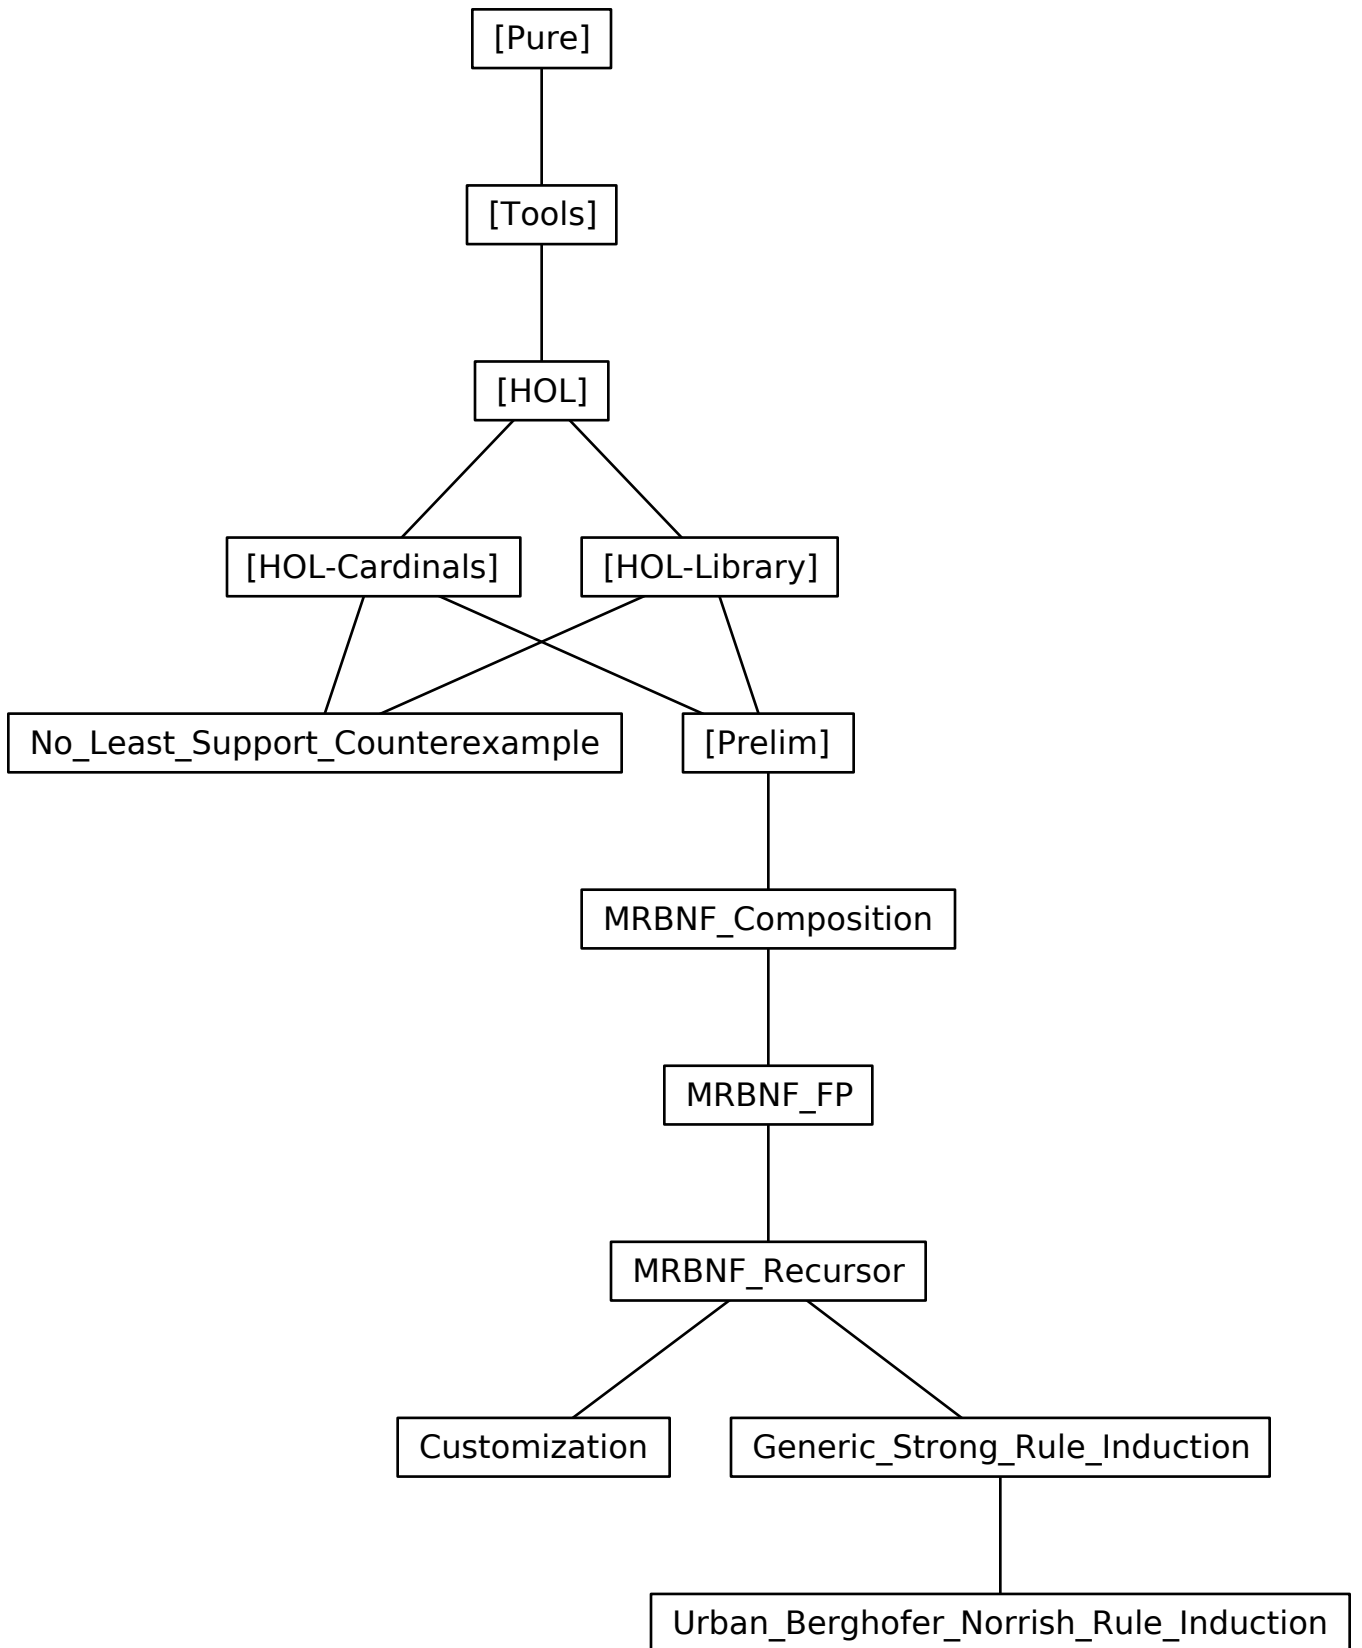 [Pure]
[Tools]
[HOL]
[HOL-Cardinals]
[HOL-Library]
No_Least_Support_Counterexample
[Prelim]
MRBNF_Composition
MRBNF_FP
MRBNF_Recursor
Customization
Generic_Strong_Rule_Induction
Urban_Berghofer_Norrish_Rule_Induction